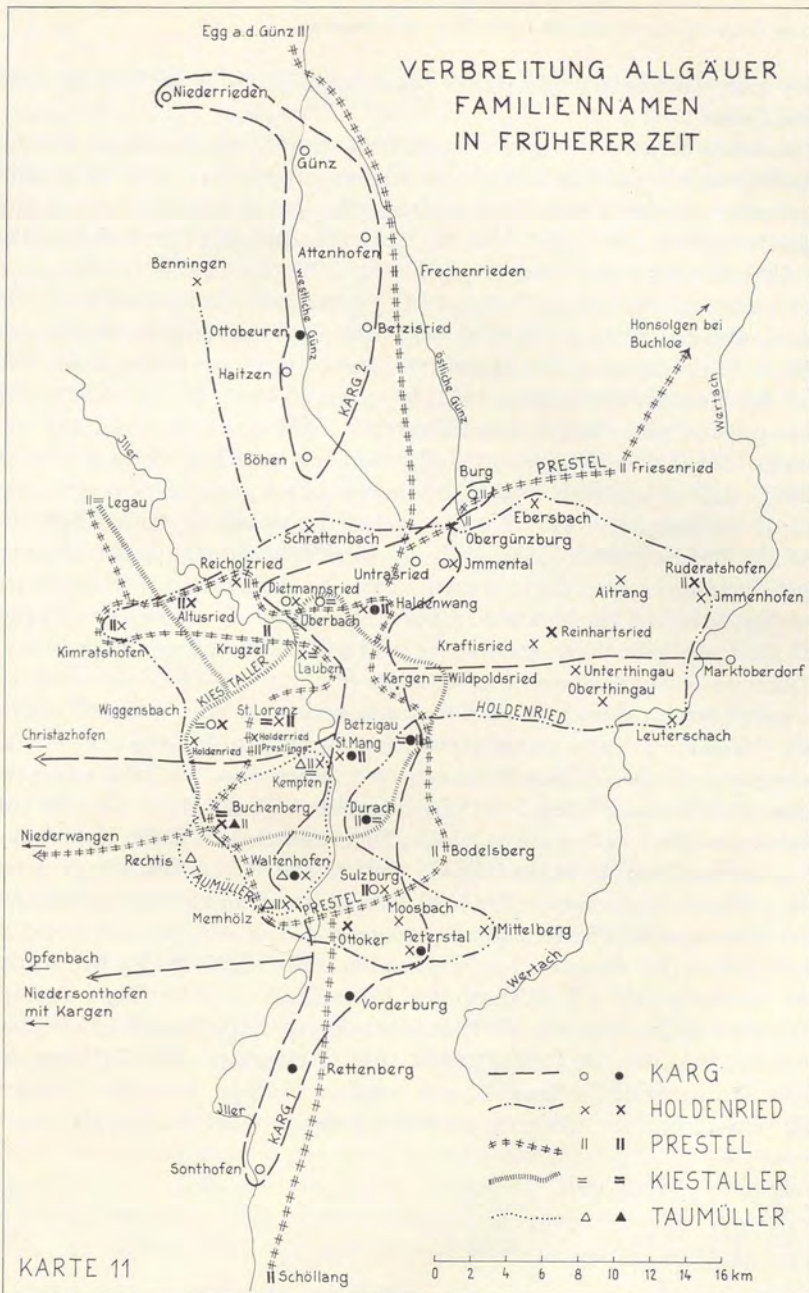 Egg a.d. Günz
VERBREITUNG ALLGÄUER
FAMILIENNAMEN
IN FRÜHERER ZEIT
Niederrieden
Günz
Attenhofen
Benningen
westliche Günz
Frechenrieden
Ottobeuren
Betzisried
Honsolgen bei
Buchloe
Haitzen
KARG 2
östliche Günz
Wertach
Jller
Böhen
Burg
PRESTEL
Friesenried
Legau
Ebersbach
Schrattenbach
Obergünzburg
Reicholzried
Untrasried
Jmmental
Ruderatshofen
Dietmannsried
Haldenwang
Aitrang
Jmmenhofen
Altusried
Überbach
Reinhartsried
Kimratshofen
Krugzell
Kraftisried
Lauben
KIESTALLER
Kargen
Wildpoldsried
Unterthingau
Marktoberdorf
Oberthingau
Wiggensbach
St. Lorenz
Betzigau
HOLDENRIED
Christazhofen
Holdenried
Holderried
Prestlings
St. Mang
Leuterschach
Kempten
Buchenberg
Durach
Niederwangen
Rechtis
Bodelsberg
TAUMÜLLER
Waltenhofen
Sulzburg
PRESTEL
Memhölz
Moosbach
Mittelberg
Ottoker
Peterstal
Opfenbach
Wertach
Niedersonthofen
mit Kargen
Vorderburg
Rettenberg
KARG
Jller
KARG 1
HOLDENRIED
PRESTEL
Sonthofen
KIESTALLER
TAUMÜLLER
KARTE 11
Schöllang
0 2 4 6 8 10 12 14 16 km